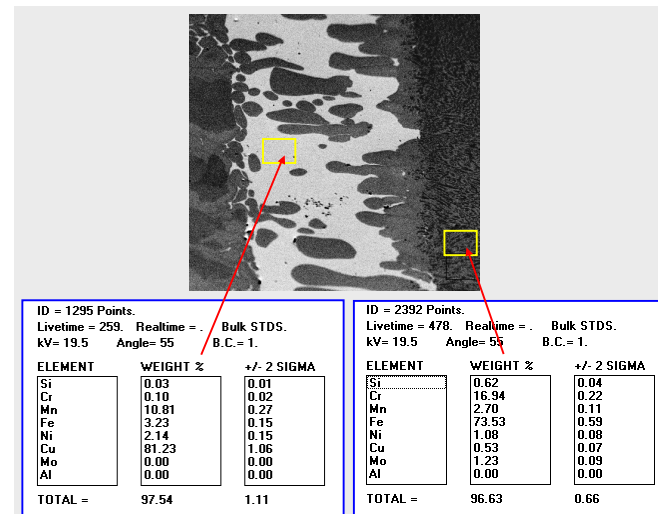 ID = 1295 Points.
Livetime = 259. Realtime = . Bulk STDS.
kV= 19.5 Angle= 55 B.C.= 1.
ELEMENT WEIGHT % +/- 2 SIGMA
Si 0.03 0.01
Cr 0.10 0.02
Mn 10.81 0.27
Fe 3.23 0.15
Ni 2.14 0.15
Cu 81.23 1.06
Mo 0.00 0.00
Al 0.00 0.00
TOTAL = 97.54 1.11
ID = 2392 Points.
Livetime = 478. Realtime = . Bulk STDS.
kV= 19.5 Angle= 55 B.C.= 1.
ELEMENT WEIGHT % +/- 2 SIGMA
Si 0.62 0.04
Cr 16.94 0.22
Mn 2.70 0.11
Fe 73.53 0.59
Ni 1.08 0.08
Cu 0.53 0.07
Mo 1.23 0.09
Al 0.00 0.00
TOTAL = 96.63 0.66